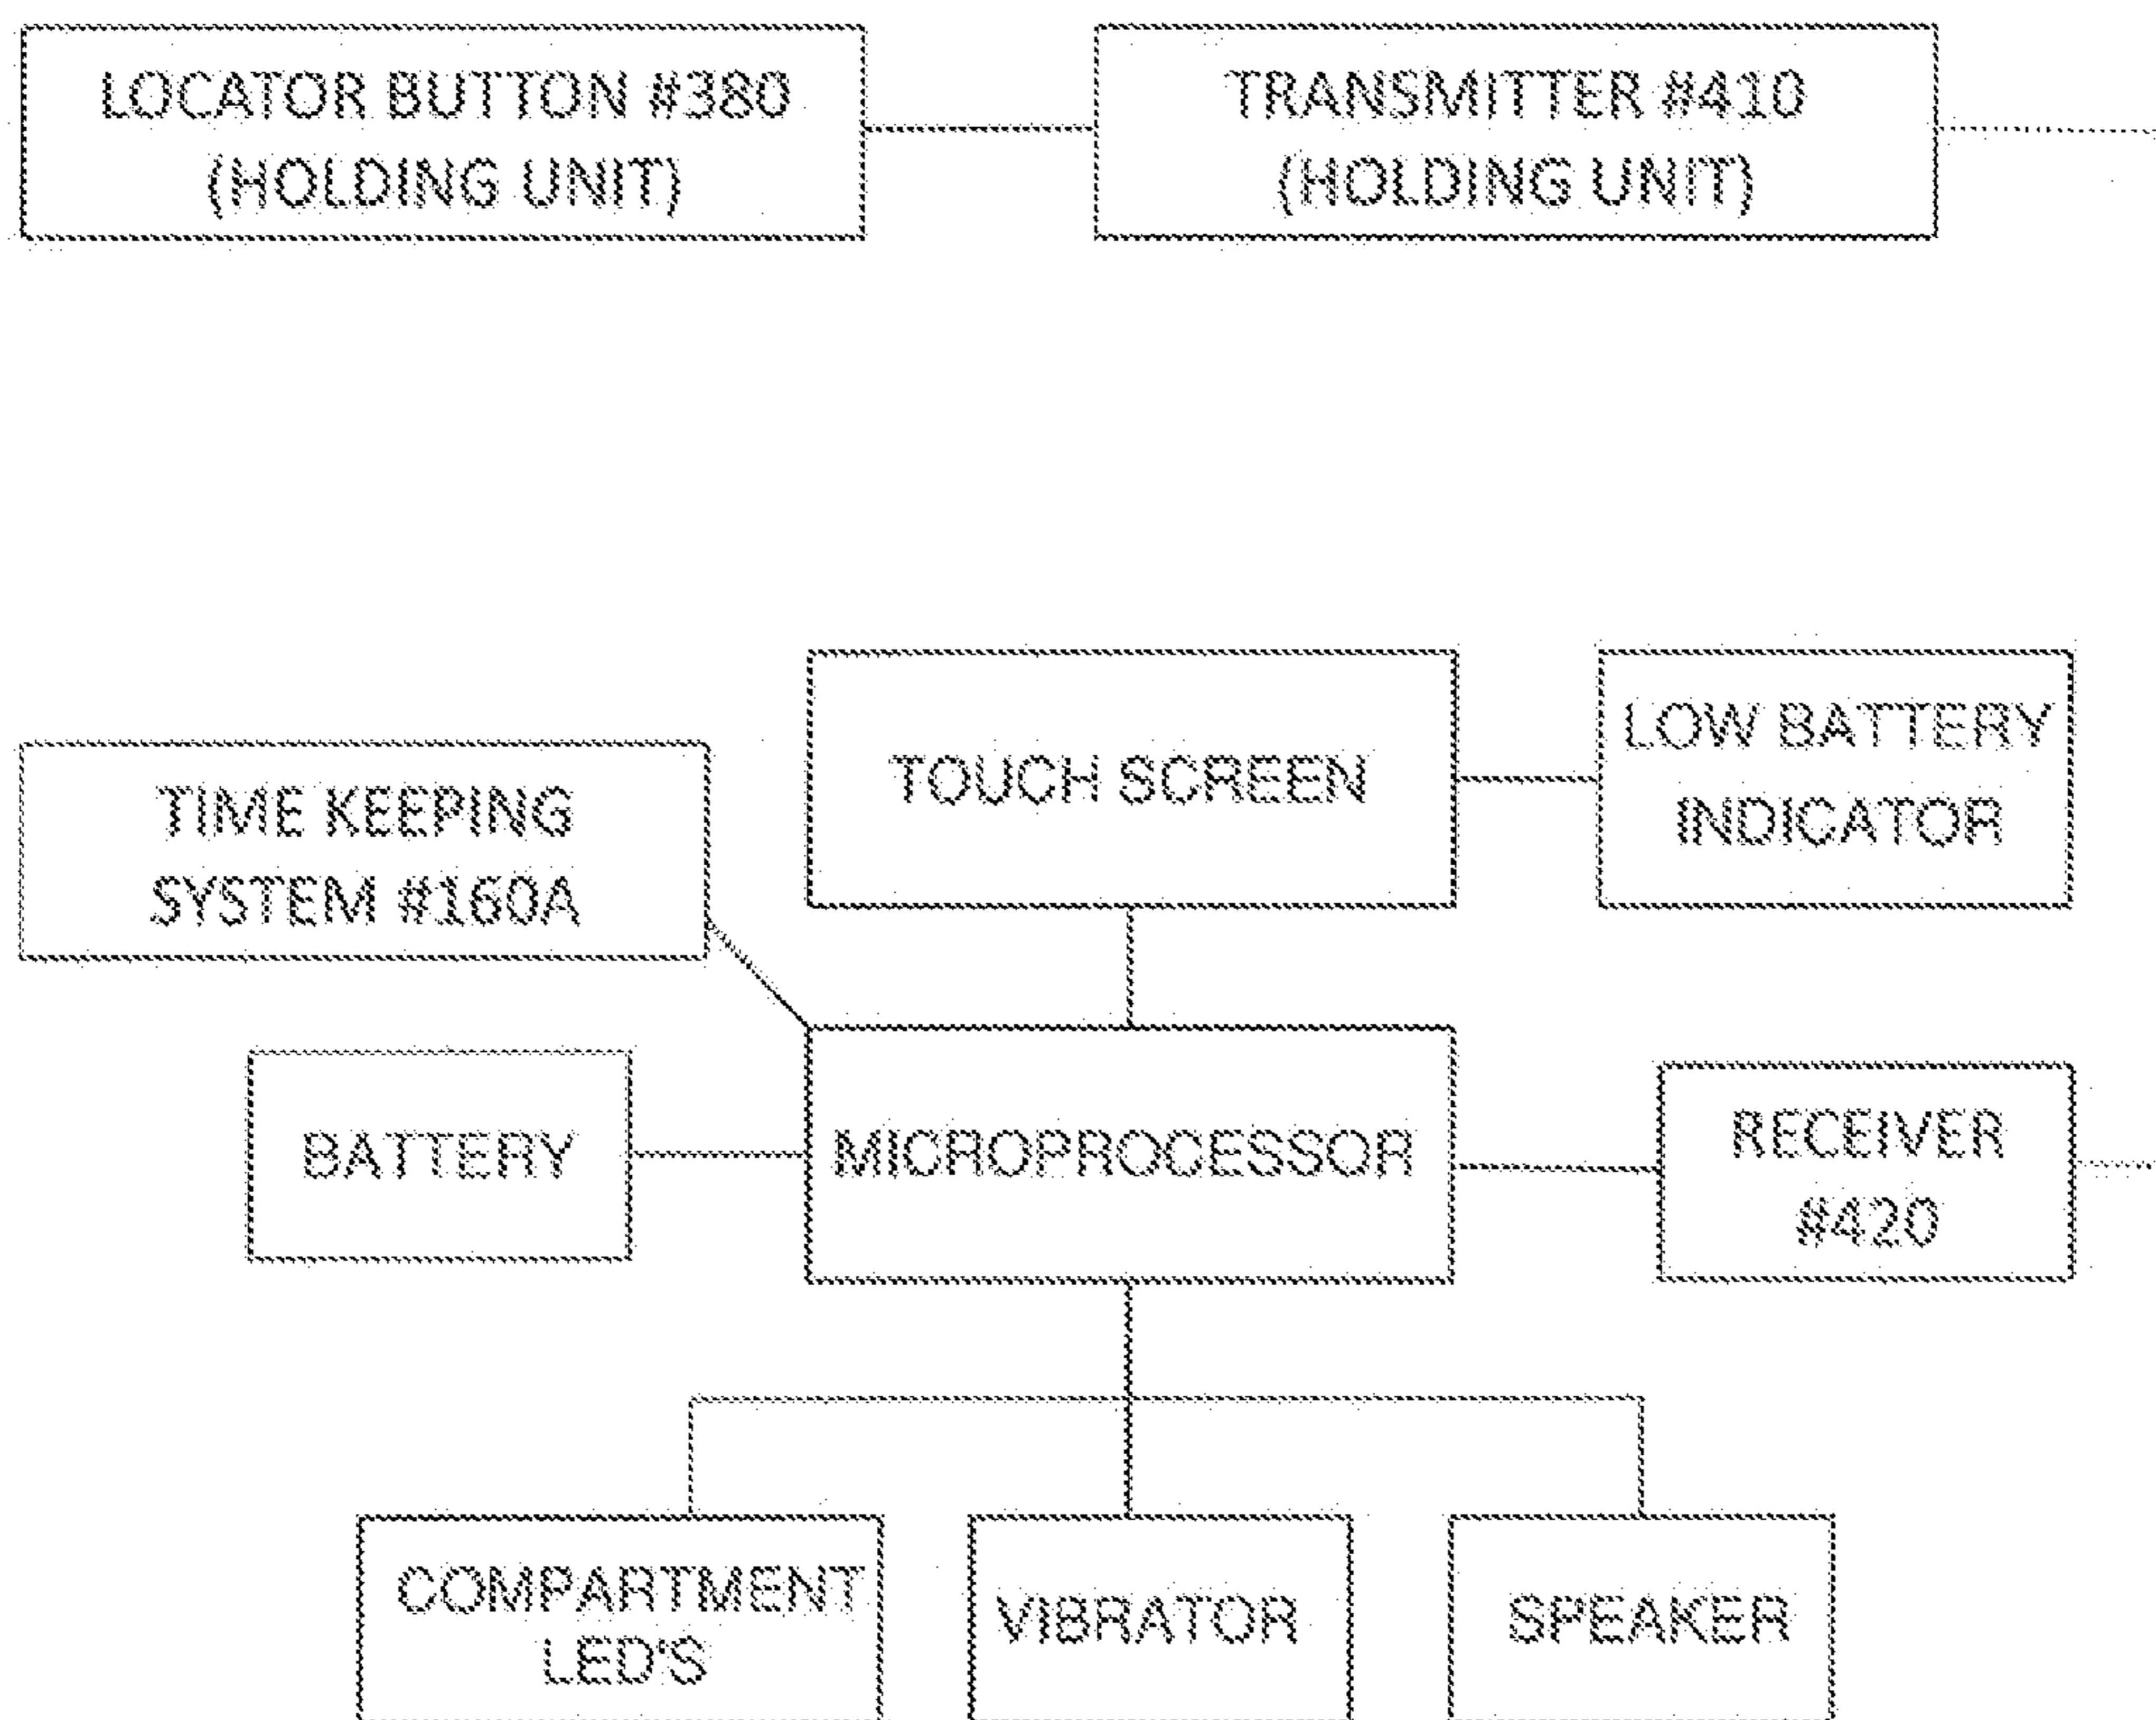 LOCATOR BUTTON #380
(HOLDING UNIT)
TRANSMITTER #410
(HOLDING UNIT)
TOUCH SCREEN
LOW BATTERY
INDICATOR
TIME KEEPING
SYSTEM #160A
BATTERY
MICROPROCESSOR
RECEIVER
#420
COMPARTMENT
LED'S
VIBRATOR
SPEAKER